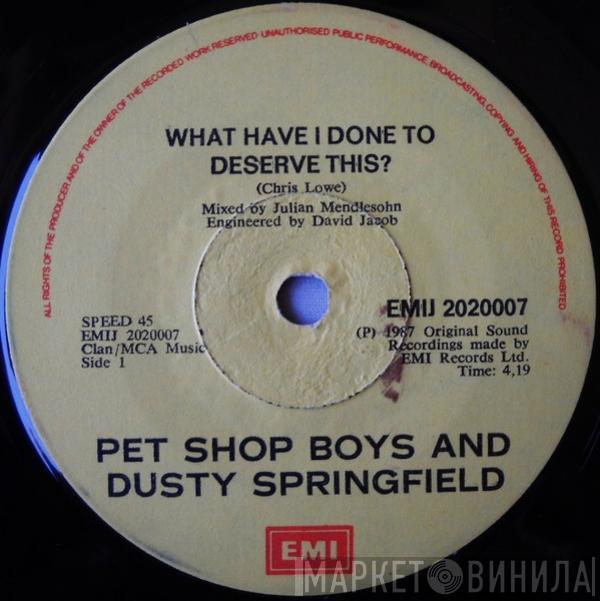 ALL RIGHTS OF THE PRODUCER AND OF THE OWNER OF THE RECORDED WORK RESERVED UNAUTHORISED PUBLIC PERFORMANCE, BROADCASTING, COPYING AND HIRING OF THIS RECORD PROHIBITED
WHAT HAVE I DONE TO
DESERVE THIS?
(Chris Lowe)
Mixed by Julian Mendlesohn
Engineered by David Jacob
SPEED 45
EMIJ 2020007
Clan/MCA Music
Side 1
EMIJ 2020007
(P) 1987 Original Sound
Recordings made by
EMI Records Ltd.
Time: 4,19
PET SHOP BOYS AND
DUSTY SPRINGFIELD
EMI
МАРКЕТ ВИНИЛА